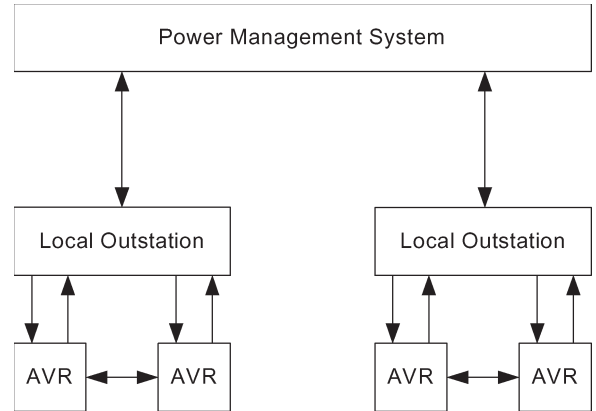 Power Management System
Local Outstation
Local Outstation
AVR
AVR
AVR
AVR